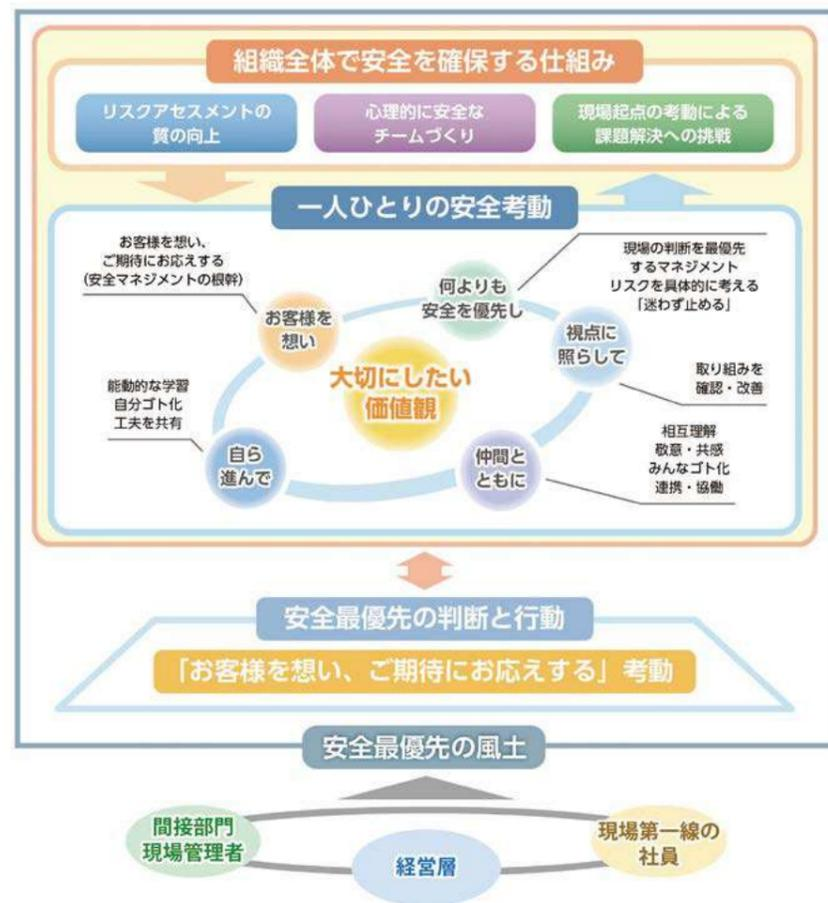 組織全体で安全を確保する仕組み
リスクアセスメントの
質の向上
心理的に安全な
チームづくり
現場起点の考動による
課題解決への挑戦
一人ひとりの安全考動
お客様を想い、
ご期待にお応えする
(安全マネジメントの根幹)
お客様を
想い
何よりも
安全を優先し
現場の判断を最優先
するマネジメント
リスクを具体的に考える
「迷わず止める」
視点に
照らして
取り組みを
確認・改善
大切にしたい
価値観
能動的な学習
自分ゴト化
工夫を共有
自ら
進んで
仲間と
ともに
相互理解
敬意・共感
みんなゴト化
連携・協働
安全最優先の判断と行動
「お客様を想い、ご期待にお応えする」考動
安全最優先の風土
間接部門
現場管理者
経営層
現場第一線の
社員